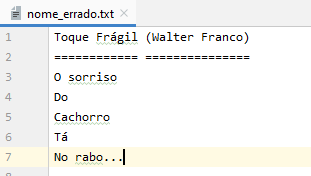 nome_errado.txt ×
1 Toque Frágil (Walter Franco)
2 ============ ===============
3 O sorriso
4 Do
5 Cachorro
6 Tá
7 No rabo...